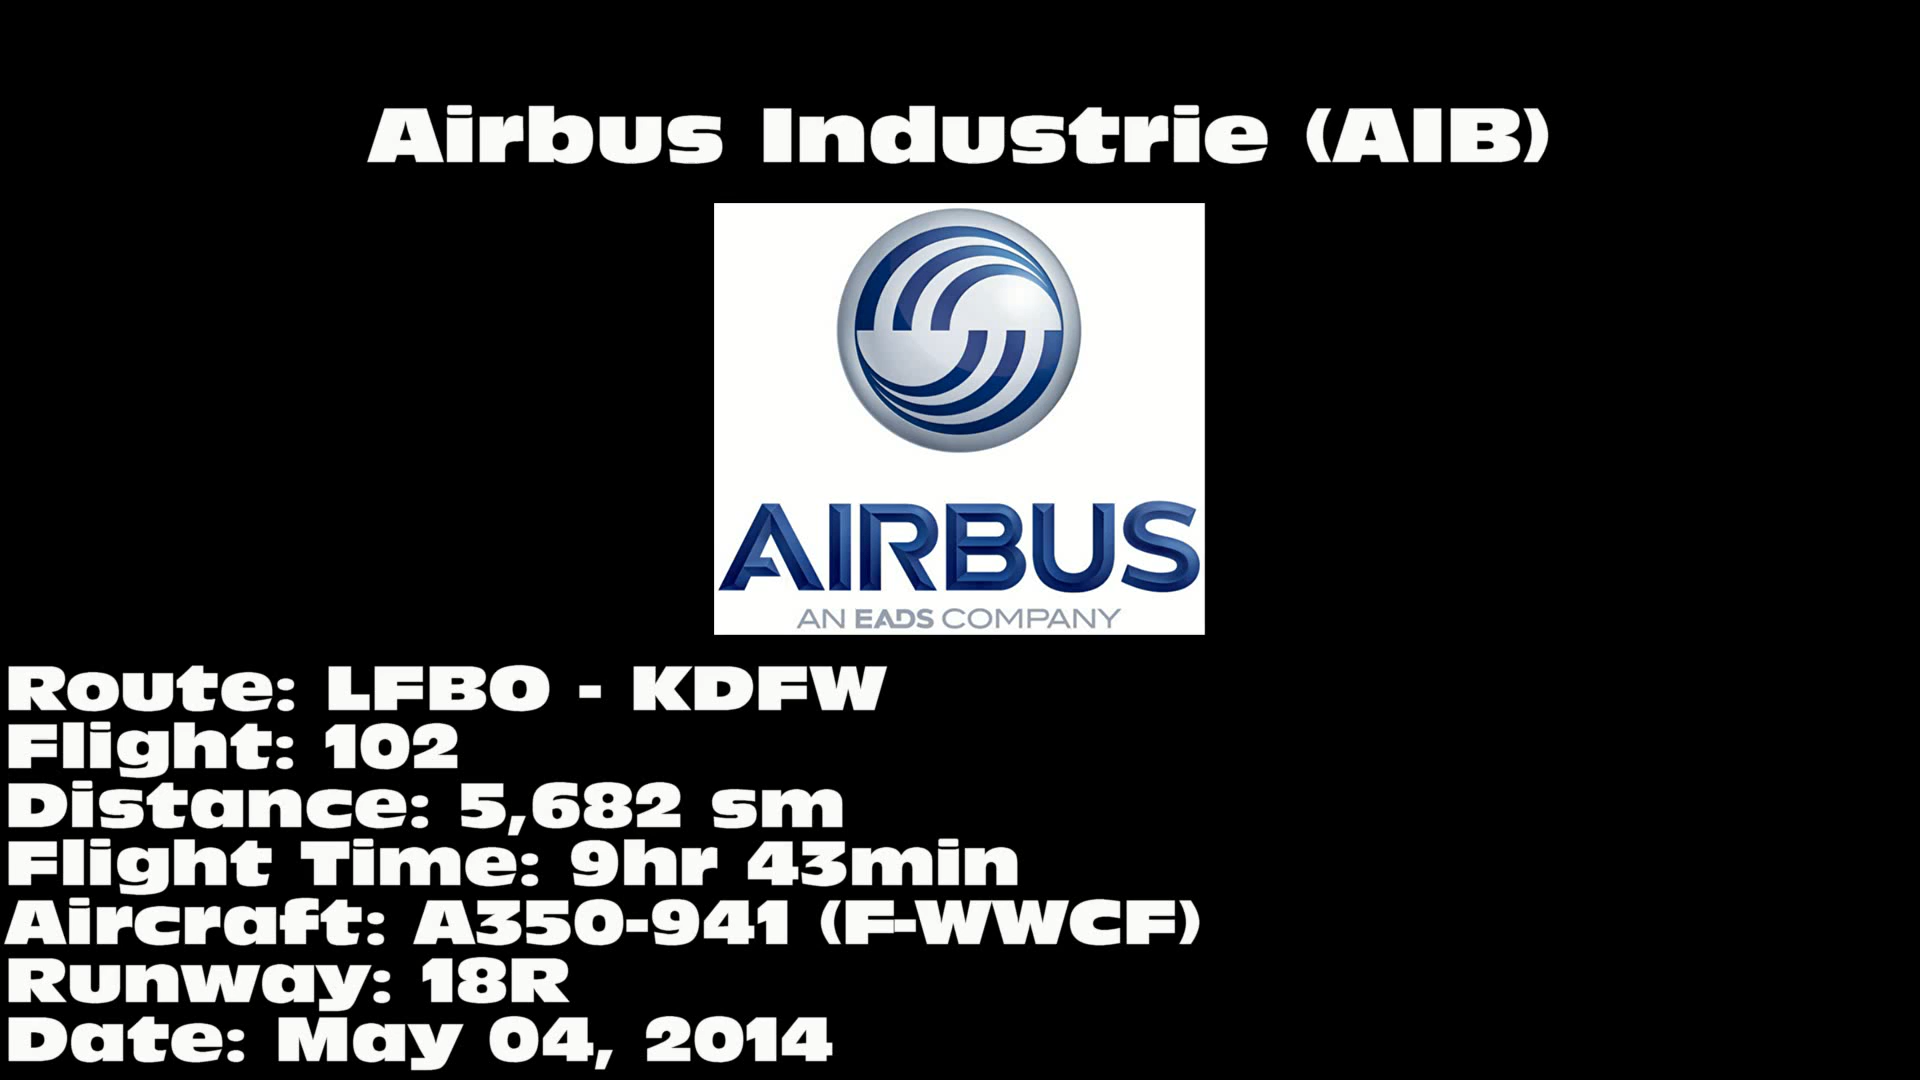 Airbus Industrie (AIB)
AIRBUS
AN EADS COMPANY
Route: LFBO - KDFW
Flight: 102
Distance: 5,682 sm
Flight Time: 9hr 43min
Aircraft: A350-941 (F-WWCF)
Runway: 18R
Date: May 04, 2014